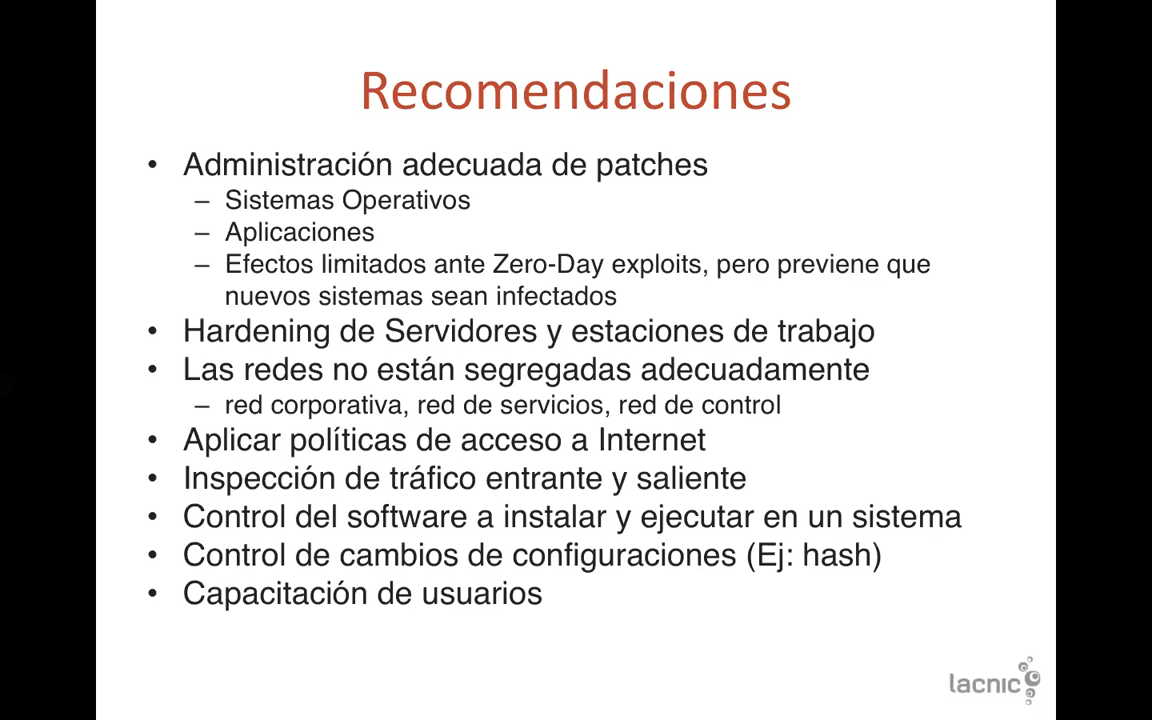 Recomendaciones
• Administración adecuada de patches
– Sistemas Operativos
– Aplicaciones
– Efectos limitados ante Zero-Day exploits, pero previene que
nuevos sistemas sean infectados
• Hardening de Servidores y estaciones de trabajo
• Las redes no están segregadas adecuadamente
– red corporativa, red de servicios, red de control
• Aplicar políticas de acceso a Internet
• Inspección de tráfico entrante y saliente
• Control del software a instalar y ejecutar en un sistema
• Control de cambios de configuraciones (Ej: hash)
• Capacitación de usuarios
lacnic